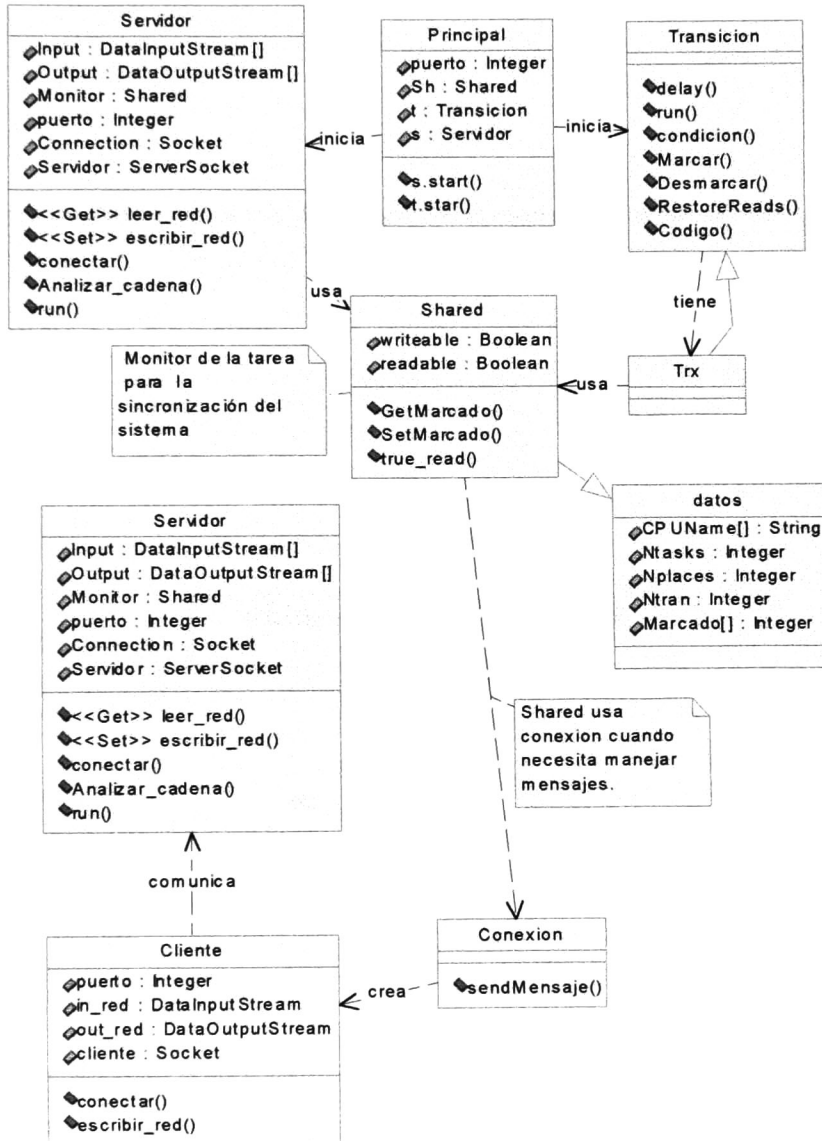 Servidor
Input : DataInputStream[]
Output : DataOutputStream[]
Monitor : Shared
puerto : Integer
Connection : Socket
Servidor : ServerSocket
<<Get>> leer_red()
<<Set>> escribir_red()
conectar()
Analizar_cadena()
run()
inicia
Principal
puerto : Integer
Sh : Shared
t : Transicion
s : Servidor
s.start()
t.star()
inicia
Transicion
delay()
run()
condicion()
Marcar()
Desmarcar()
RestoreReads()
Codigo()
usa
tiene
Monitor de la tarea
para la
sincronización del
sistema
Shared
writeable : Boolean
readable : Boolean
GetMarcado()
SetMarcado()
true_read()
usa
Trx
datos
CPUName[] : String
Ntasks : Integer
Nplaces : Integer
Ntran : Integer
Marcado[] : Integer
Servidor
Input : DataInputStream[]
Output : DataOutputStream[]
Monitor : Shared
puerto : Integer
Connection : Socket
Servidor : ServerSocket
<<Get>> leer_red()
<<Set>> escribir_red()
conectar()
Analizar_cadena()
run()
Shared usa
conexion cuando
necesita manejar
mensajes.
comunica
Cliente
puerto : Integer
in_red : DataInputStream
out_red : DataOutputStream
cliente : Socket
conectar()
escribir_red()
crea
Conexion
sendMensaje()